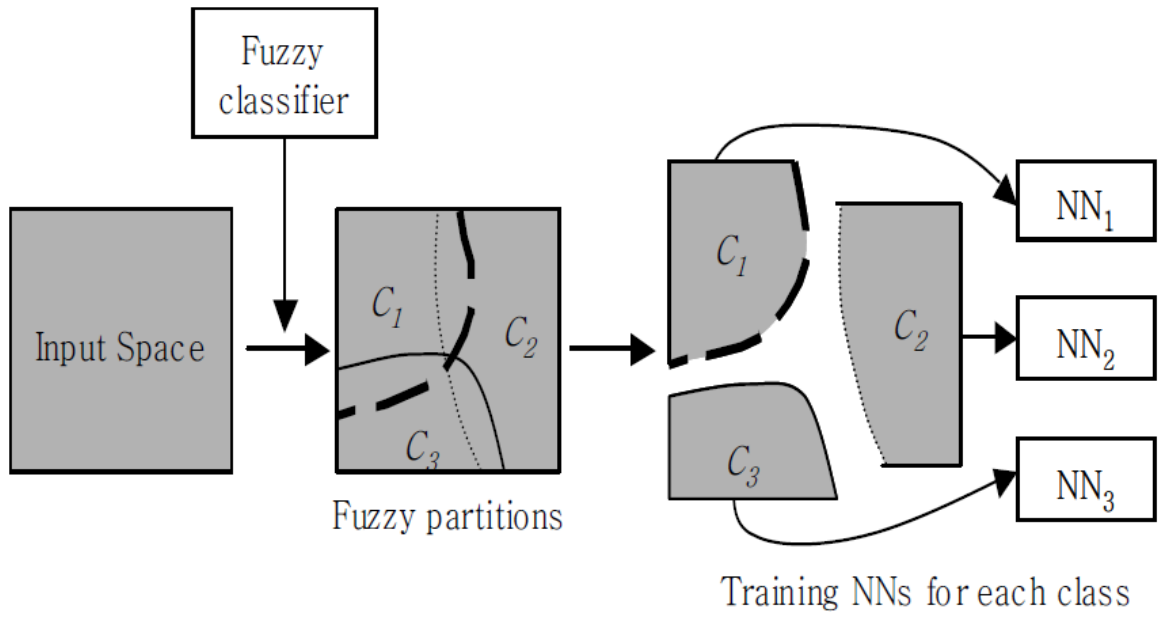 Fuzzy
classifier
Input Space
C1
C2
C3
Fuzzy partitions
C1
C2
C3
NN1
NN2
NN3
Training NNs for each class